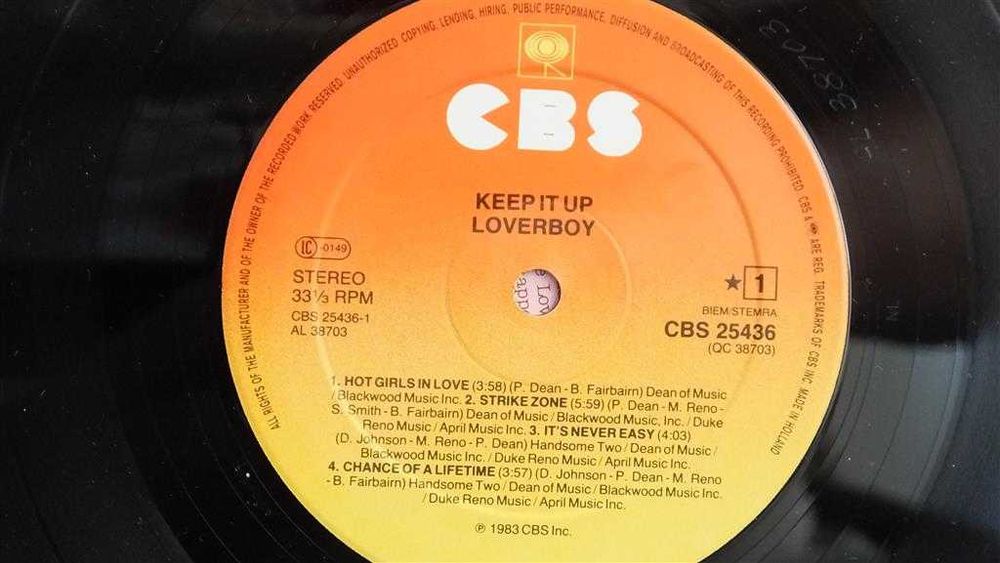 ALL RIGHTS OF THE MANUFACTURER AND OF THE OWNER OF THE RECORDED WORK RESERVED. UNAUTHORIZED COPYING, LENDING, HIRING, PUBLIC PERFORMANCE, DIFFUSION AND BROADCASTING OF THIS RECORDING PROHIBITED. CBS & ARE REG. TRADEMARKS OF CBS INC. MADE IN HOLLAND
CBS
KEEP IT UP
LOVERBOY
IC -0149
STEREO
33⅓ RPM
CBS 25436-1
AL 38703
★ 1
BIEM/STEMRA
CBS 25436
(QC 38703)
1. HOT GIRLS IN LOVE (3:58) (P. Dean - B. Fairbairn) Dean of Music
/ Blackwood Music Inc. 2. STRIKE ZONE (5:59) (P. Dean - M. Reno -
S. Smith - B. Fairbairn) Dean of Music / Blackwood Music, Inc. / Duke
Reno Music / April Music Inc. 3. IT'S NEVER EASY (4:03)
(D. Johnson - M. Reno - P. Dean) Handsome Two / Dean of Music /
Blackwood Music Inc. / Duke Reno Music / April Music Inc.
4. CHANCE OF A LIFETIME (3:57) (D. Johnson - P. Dean - M. Reno
- B. Fairbairn) Handsome Two / Dean of Music / Blackwood Music Inc.
/ Duke Reno Music / April Music Inc.
℗ 1983 CBS Inc.